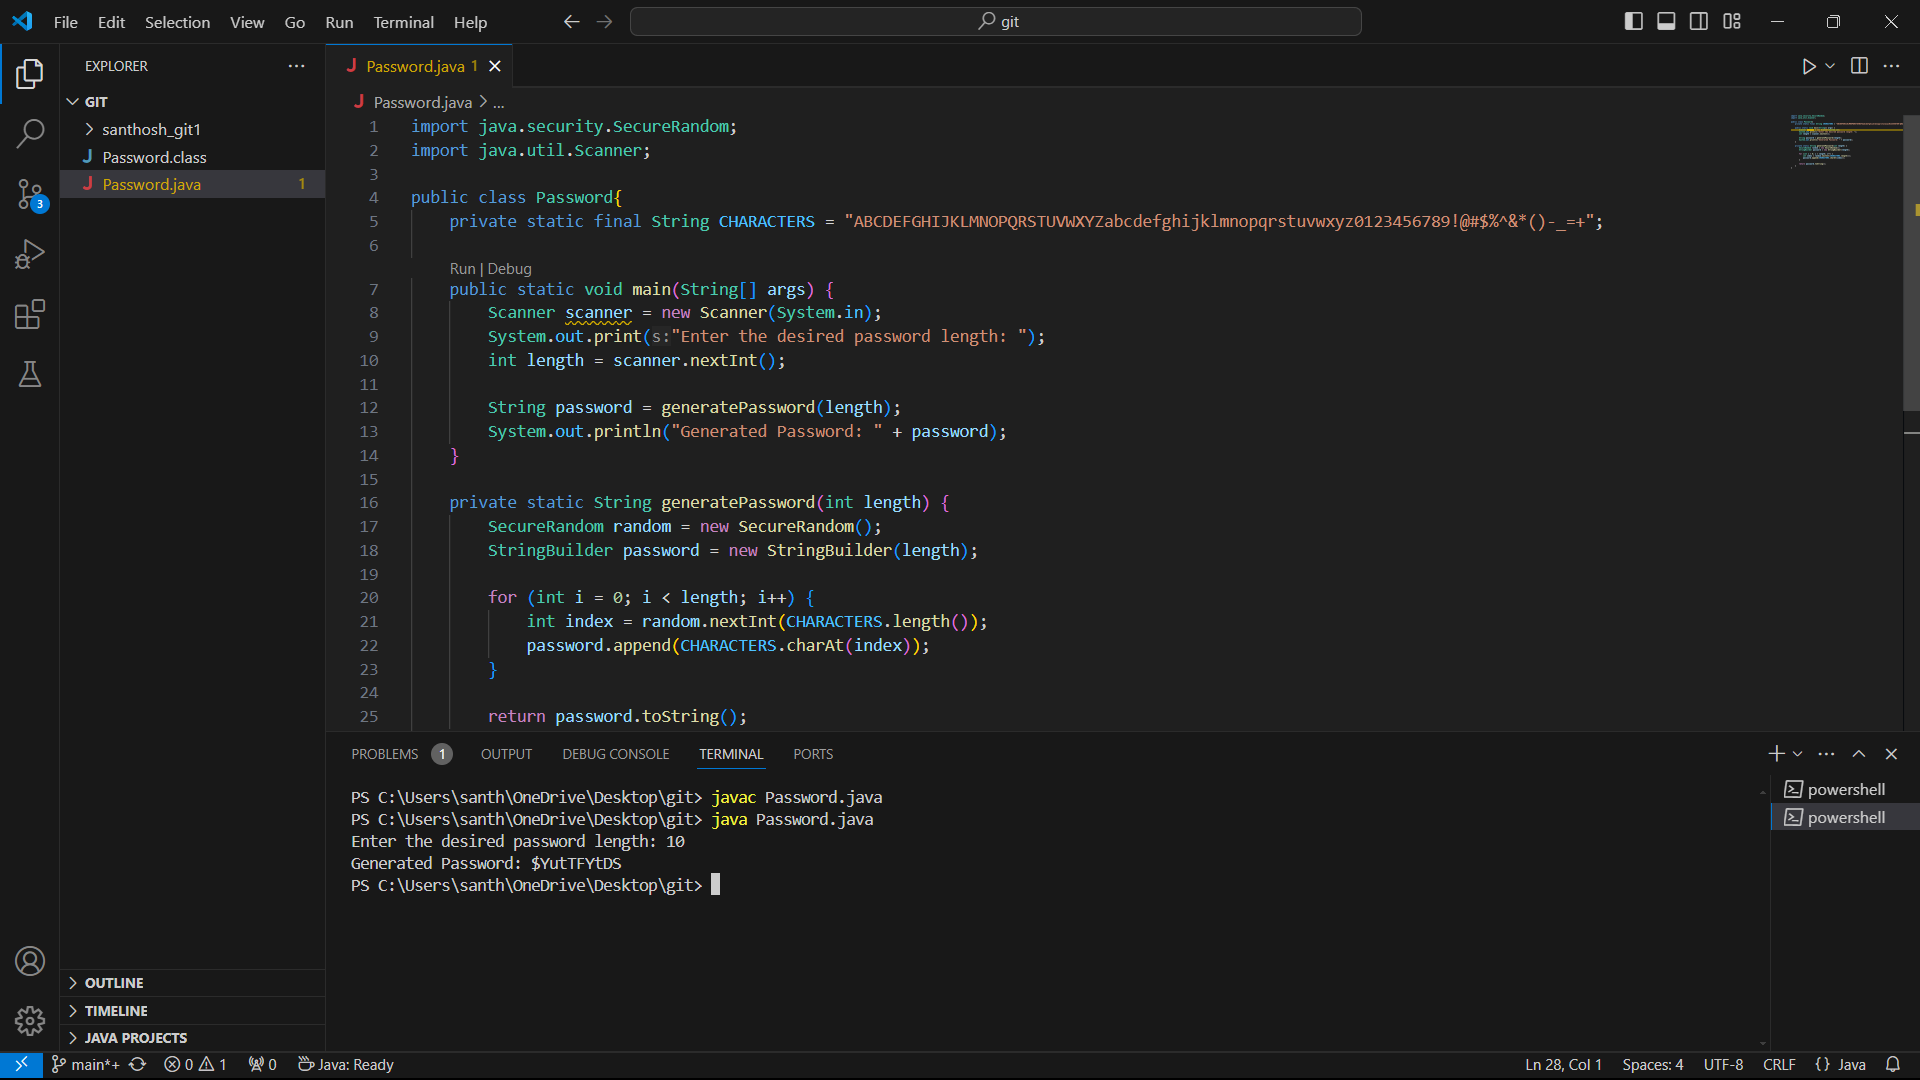 File Edit Selection View Go Run Terminal Help
git
EXPLORER
GIT
santhosh_git1
J Password.class
J Password.java 1
3
J Password.java 1
J Password.java > ...
1 import java.security.SecureRandom;
2 import java.util.Scanner;
3
4 public class Password{
5 private static final String CHARACTERS = "ABCDEFGHIJKLMNOPQRSTUVWXYZabcdefghijklmnopqrstuvwxyz0123456789!@#$%^&*()-_=+";
6
Run | Debug
7 public static void main(String[] args) {
8 Scanner scanner = new Scanner(System.in);
9 System.out.print(s:"Enter the desired password length: ");
10 int length = scanner.nextInt();
11
12 String password = generatePassword(length);
13 System.out.println("Generated Password: " + password);
14 }
15
16 private static String generatePassword(int length) {
17 SecureRandom random = new SecureRandom();
18 StringBuilder password = new StringBuilder(length);
19
20 for (int i = 0; i < length; i++) {
21 int index = random.nextInt(CHARACTERS.length());
22 password.append(CHARACTERS.charAt(index));
23 }
24
25 return password.toString();
PROBLEMS 1 OUTPUT DEBUG CONSOLE TERMINAL PORTS
PS C:\Users\santh\OneDrive\Desktop\git> javac Password.java
PS C:\Users\santh\OneDrive\Desktop\git> java Password.java
Enter the desired password length: 10
Generated Password: $YutTFYtDS
PS C:\Users\santh\OneDrive\Desktop\git>
powershell
powershell
OUTLINE
TIMELINE
JAVA PROJECTS
main*+ 0 1 0 Java: Ready
Ln 28, Col 1 Spaces: 4 UTF-8 CRLF {} Java